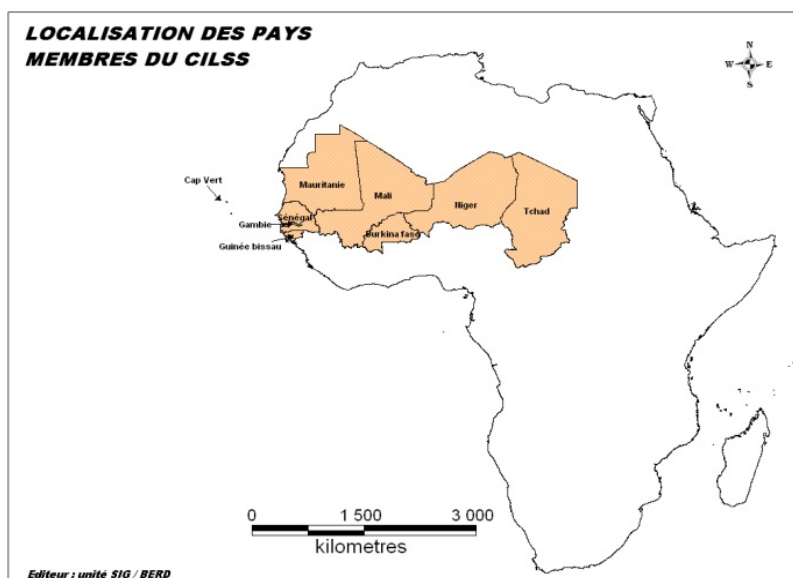 LOCALISATION DES PAYS
MEMBRES DU CILSS
N
W E
S
Cap Vert
Mauritanie
Mali
Niger
Tchad
Sénégal
Gambie
Burkina faso
Guinée bissau
0 1 500 3 000
kilometres
Editeur : unité SIG / BERD